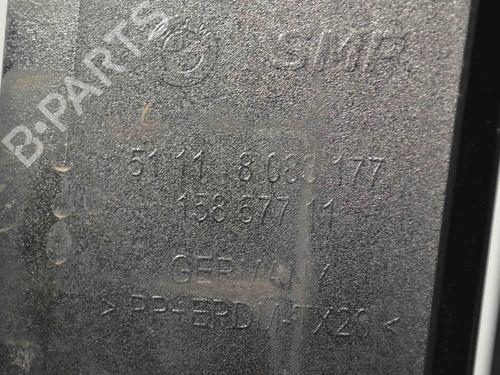 B-PARTS
SMP
51 11 8 080 177
158 677 11
GERMANY
>PP+EPDM-TX20<